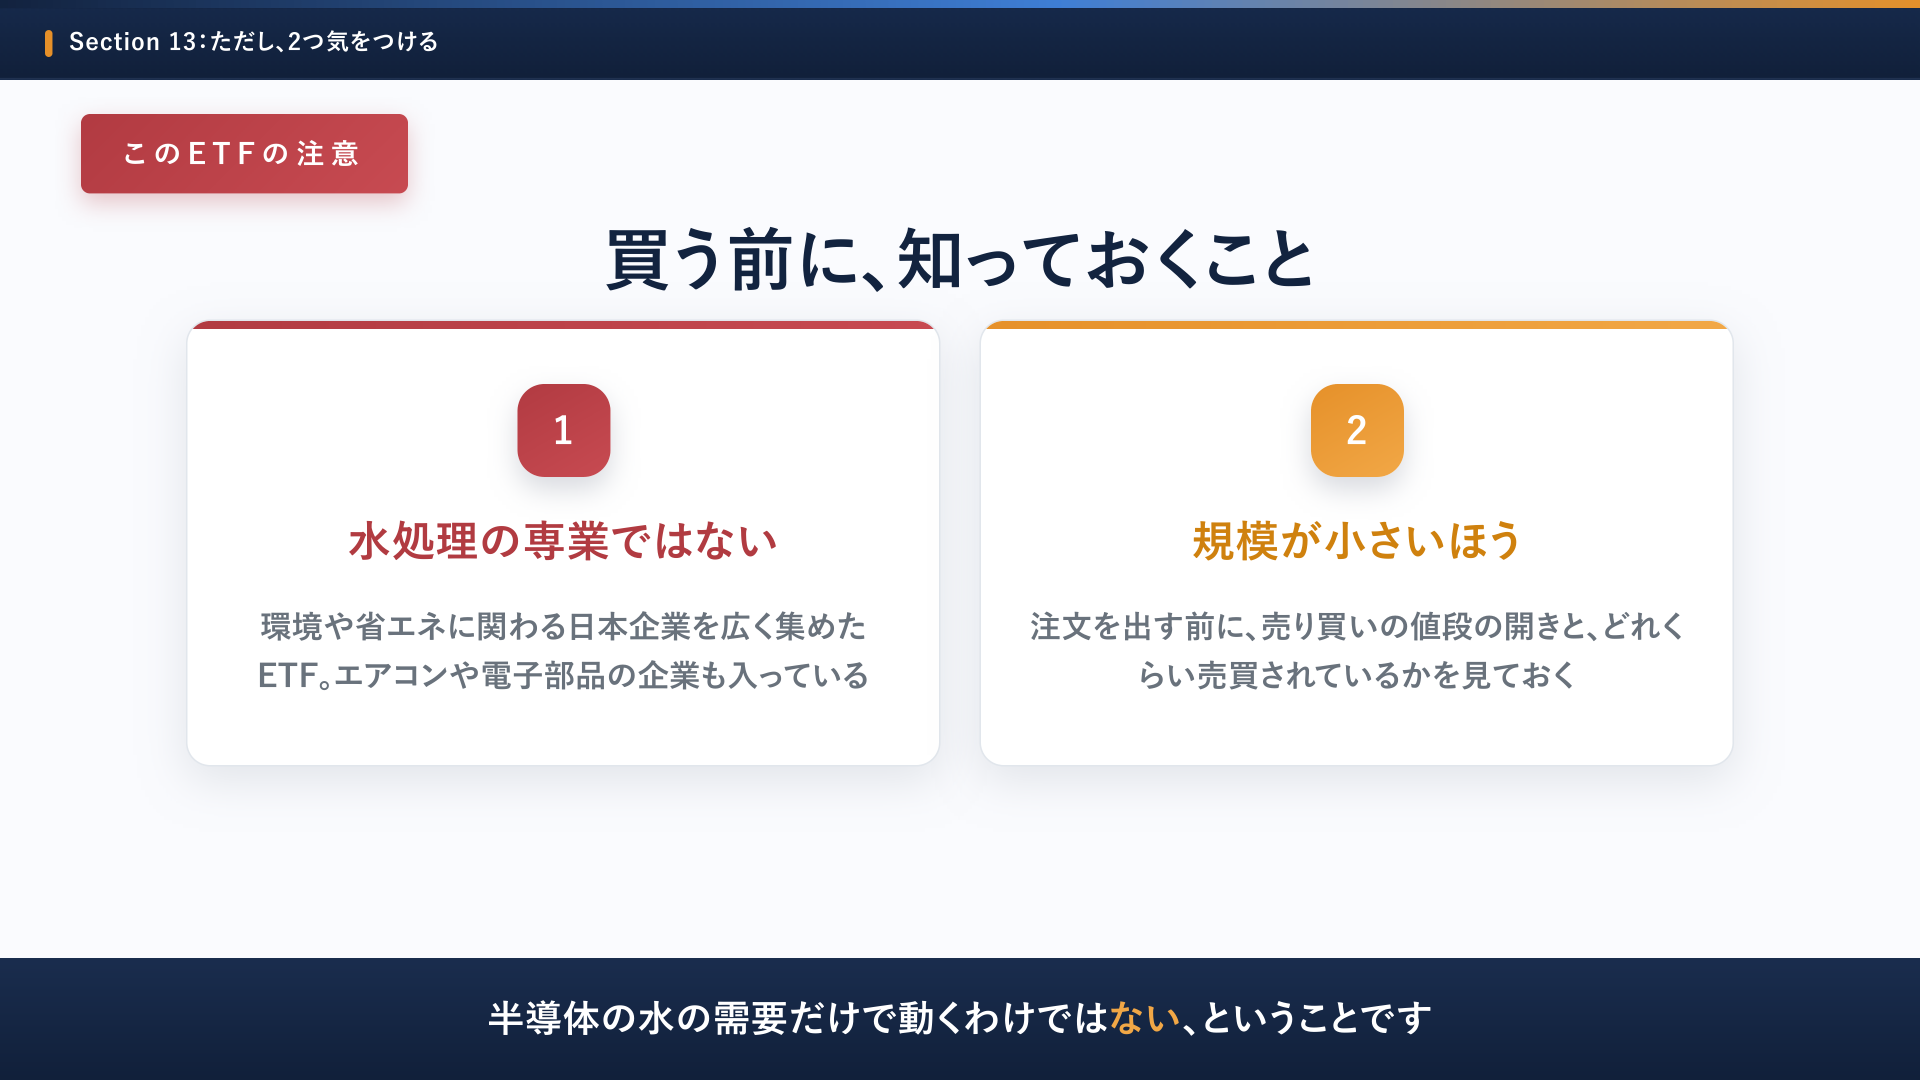 Section 13：ただし、2つ気をつける
このETFの注意
買う前に、知っておくこと
1
水処理の専業ではない
環境や省エネに関わる日本企業を広く集めた
ETF。エアコンや電子部品の企業も入っている
2
規模が小さいほう
注文を出す前に、売り買いの値段の開きと、どれく
らい売買されているかを見ておく
半導体の水の需要だけで動くわけではない、ということです